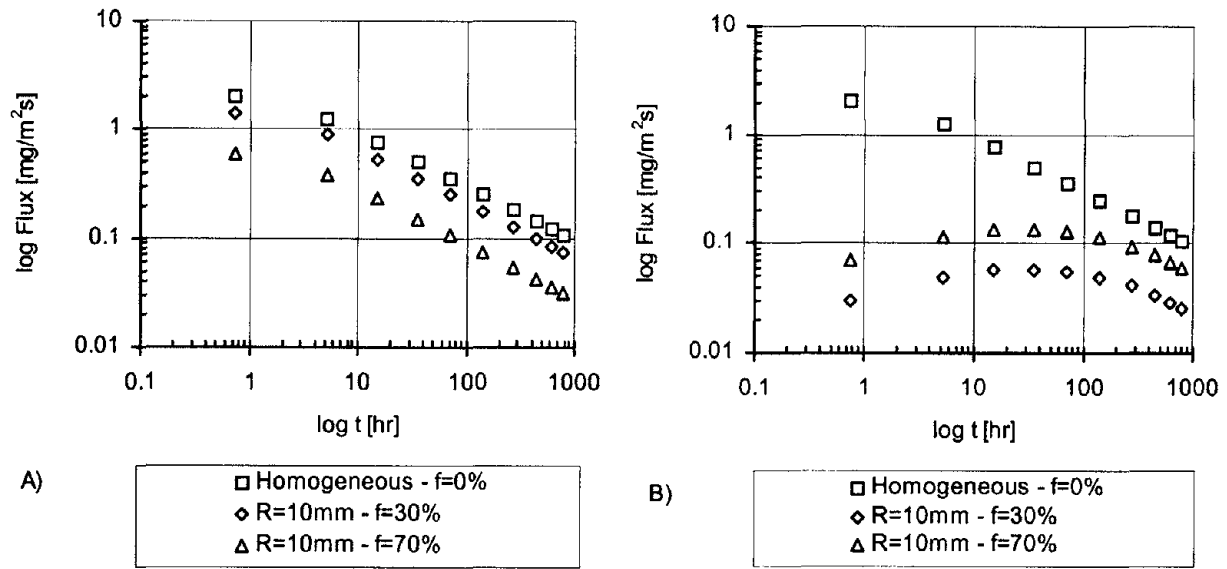 10
1
0.1
0.01
log Flux [mg/m²s]
0.1 1 10 100 1000
log t [hr]
A)
Homogeneous - f=0%
R=10mm - f=30%
R=10mm - f=70%
10
1
0.1
0.01
log Flux [mg/m²s]
0.1 1 10 100 1000
log t [hr]
B)
Homogeneous - f=0%
R=10mm - f=30%
R=10mm - f=70%